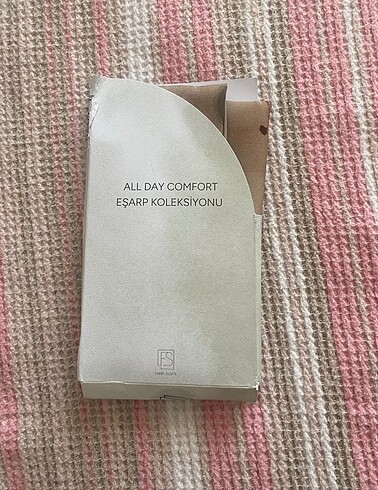 ALL DAY COMFORT
EŞARP KOLEKSİYONU
FS